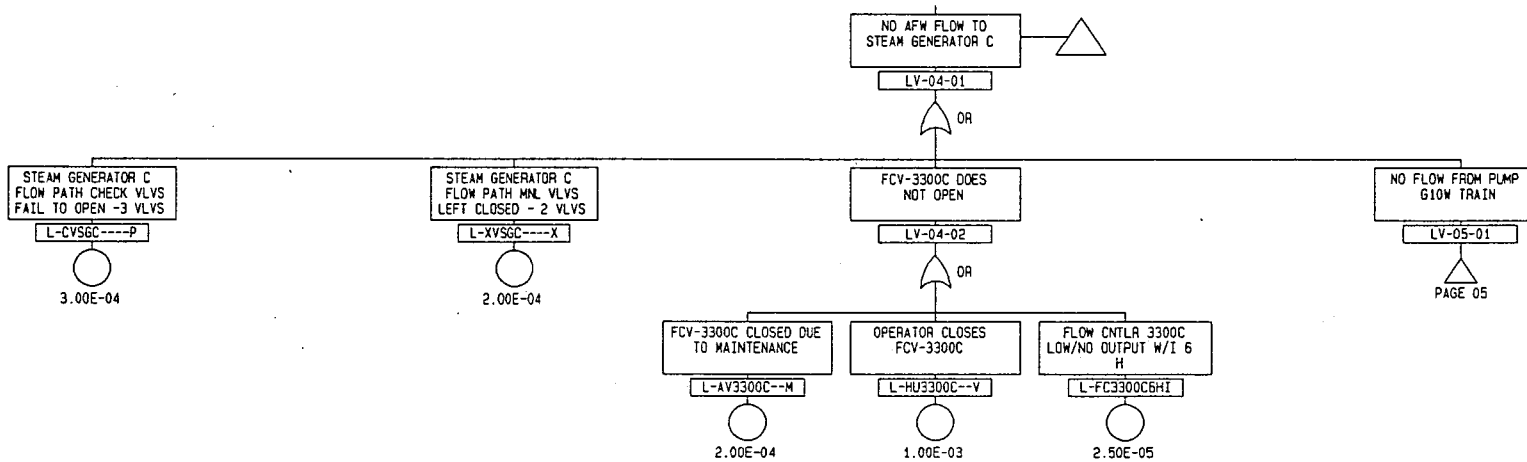 NO AFW FLOW TO
STEAM GENERATOR C
LV-04-01
OR
STEAM GENERATOR C
FLOW PATH CHECK VLVS
FAIL TO OPEN -3 VLVS
L-CVSGC----P
3.00E-04
STEAM GENERATOR C
FLOW PATH MNL VLVS
LEFT CLOSED - 2 VLVS
L-XVSGC----X
2.00E-04
FCV-3300C DOES
NOT OPEN
LV-04-02
OR
NO FLOW FROM PUMP
G10W TRAIN
LV-05-01
PAGE 05
FCV-3300C CLOSED DUE
TO MAINTENANCE
L-AV3300C--M
2.00E-04
OPERATOR CLOSES
FCV-3300C
L-HU3300C--V
1.00E-03
FLOW CNTLR 3300C
LOW/NO OUTPUT W/I 6
H
L-FC3300C6HI
2.50E-05